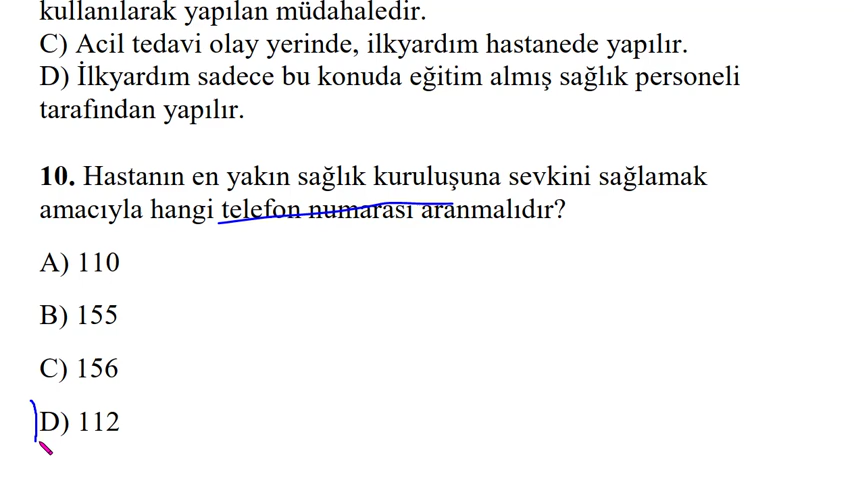 kullanılarak yapılan müdahaledir.
C) Acil tedavi olay yerinde, ilkyardım hastanede yapılır.
D) İlkyardım sadece bu konuda eğitim almış sağlık personeli
tarafından yapılır.
10. Hastanın en yakın sağlık kuruluşuna sevkini sağlamak
amacıyla hangi telefon numarası aranmalıdır?
A) 110
B) 155
C) 156
D) 112